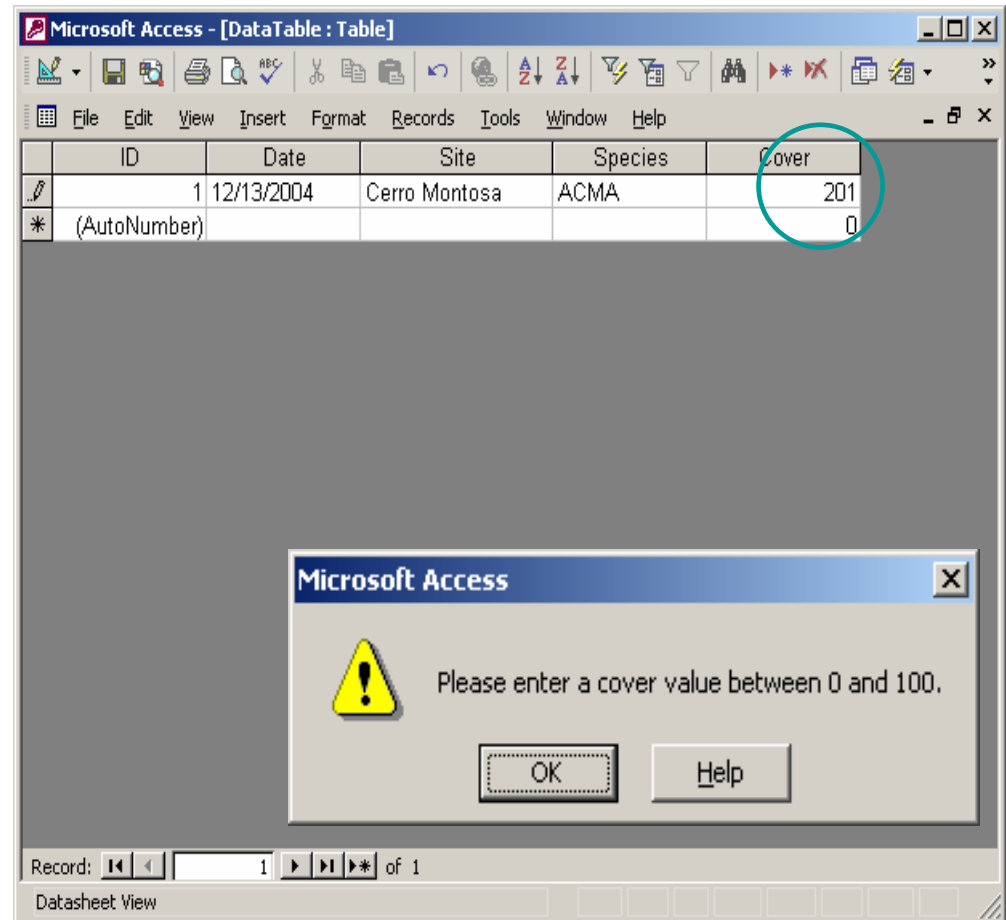 Microsoft Access - [DataTable : Table]
File Edit View Insert Format Records Tools Window Help
ID Date Site Species Cover
1 12/13/2004 Cerro Montosa ACMA 201
(AutoNumber) 0
Microsoft Access
Please enter a cover value between 0 and 100.
OK Help
Record: 1 of 1
Datasheet View